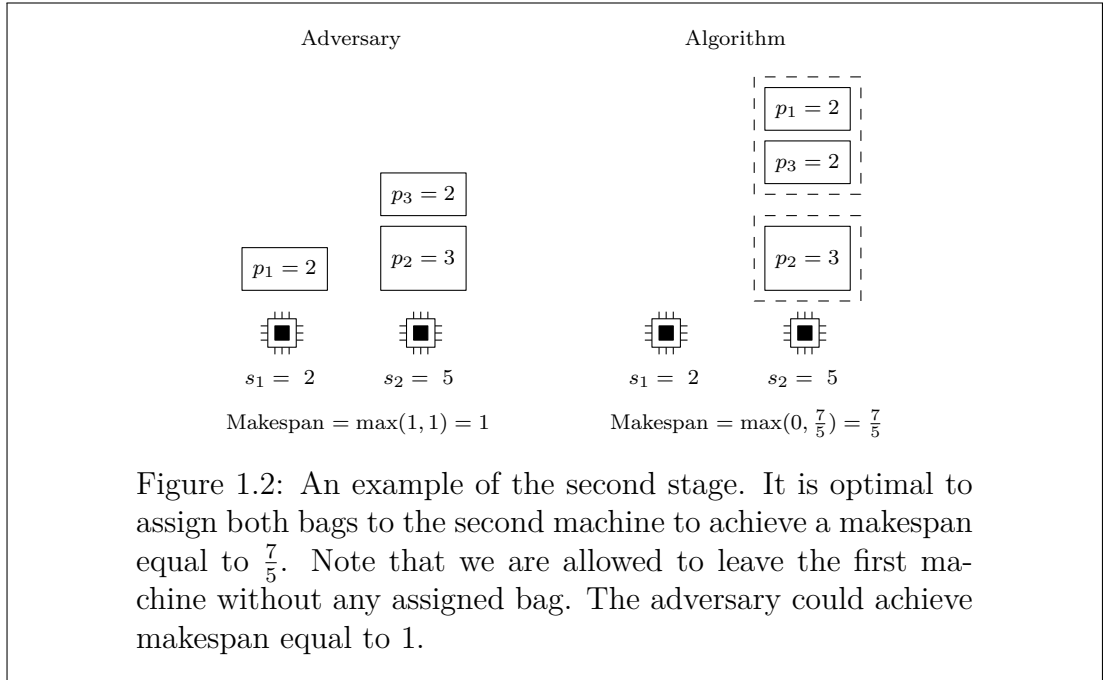 Adversary
Algorithm
p₁ = 2
p₃ = 2
p₃ = 2
p₂ = 3
p₁ = 2
p₂ = 3
s₁ = 2
s₂ = 5
s₁ = 2
s₂ = 5
Makespan = max(1, 1) = 1
Makespan = max(0, 7/5) = 7/5
Figure 1.2: An example of the second stage. It is optimal to
assign both bags to the second machine to achieve a makespan
equal to 7/5. Note that we are allowed to leave the first ma-
chine without any assigned bag. The adversary could achieve
makespan equal to 1.